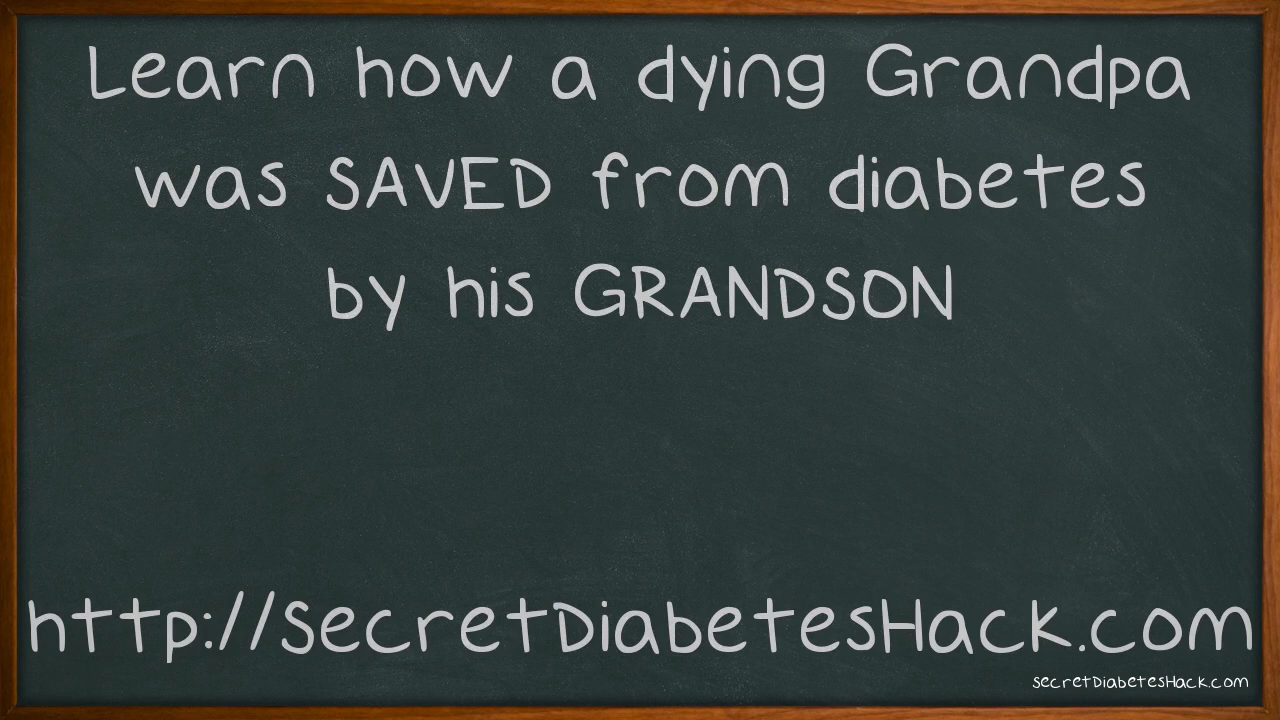 Learn how a dying Grandpa
was SAVED from diabetes
by his GRANDSON
http://SecretDiabetesHack.com
secretDiabetesHack.com